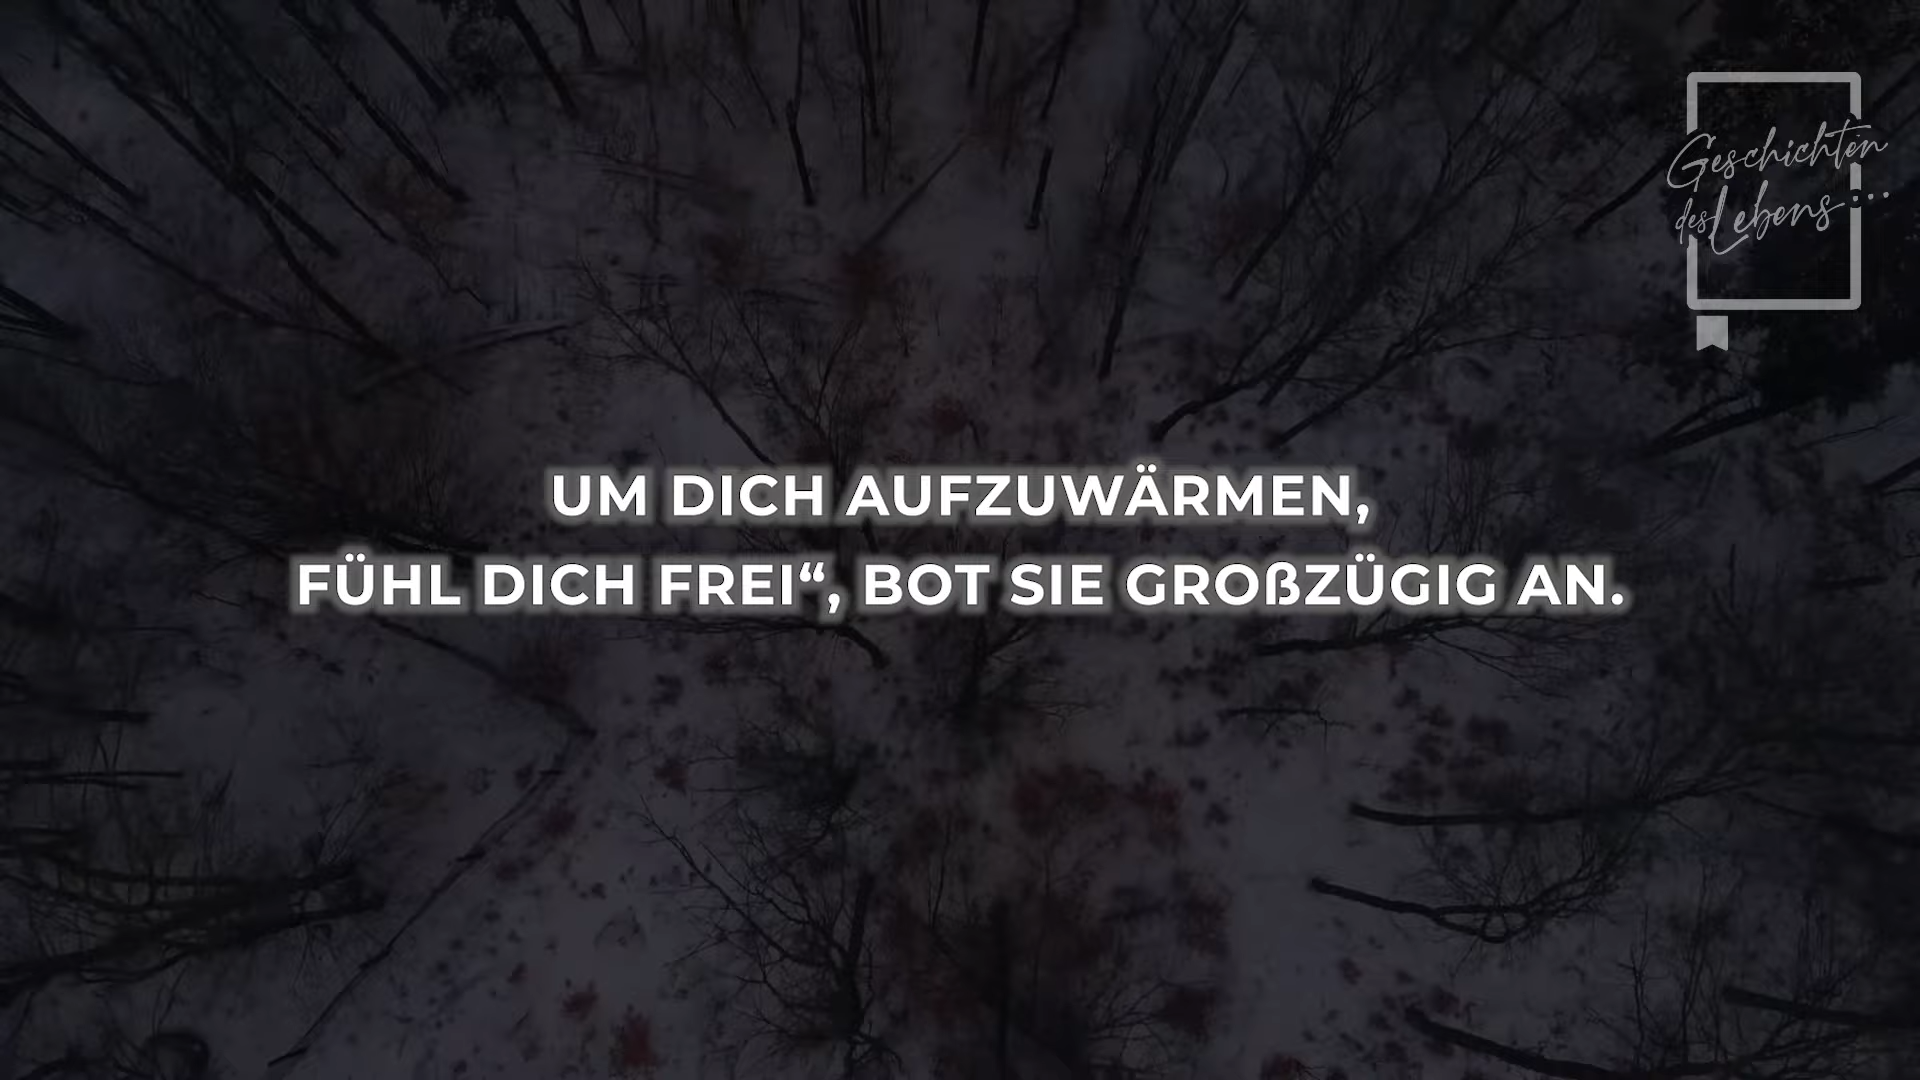 Geschichten
des Lebens...
UM DICH AUFZUWÄRMEN,
FÜHL DICH FREI“, BOT SIE GROßZÜGIG AN.